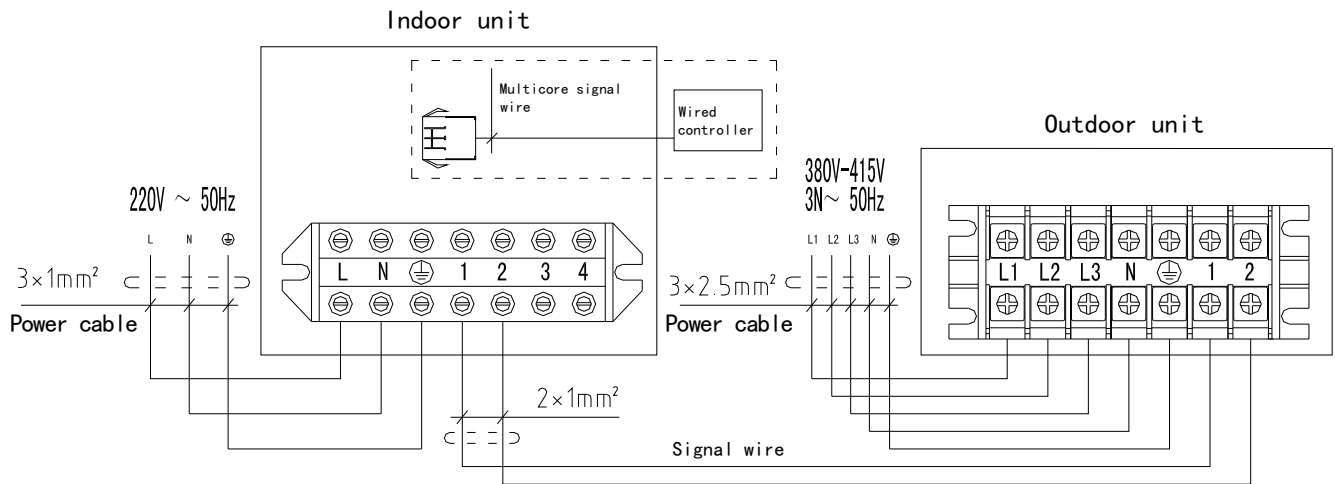 Indoor unit
Multicore signal
wire
Wired
controller
Outdoor unit
220V ~ 50Hz
L N ⏚
3×1mm²
Power cable
L N ⏚ 1 2 3 4
2×1mm²
Signal wire
380V-415V
3N~ 50Hz
L1 L2 L3 N ⏚
3×2.5mm²
Power cable
L1 L2 L3 N ⏚ 1 2